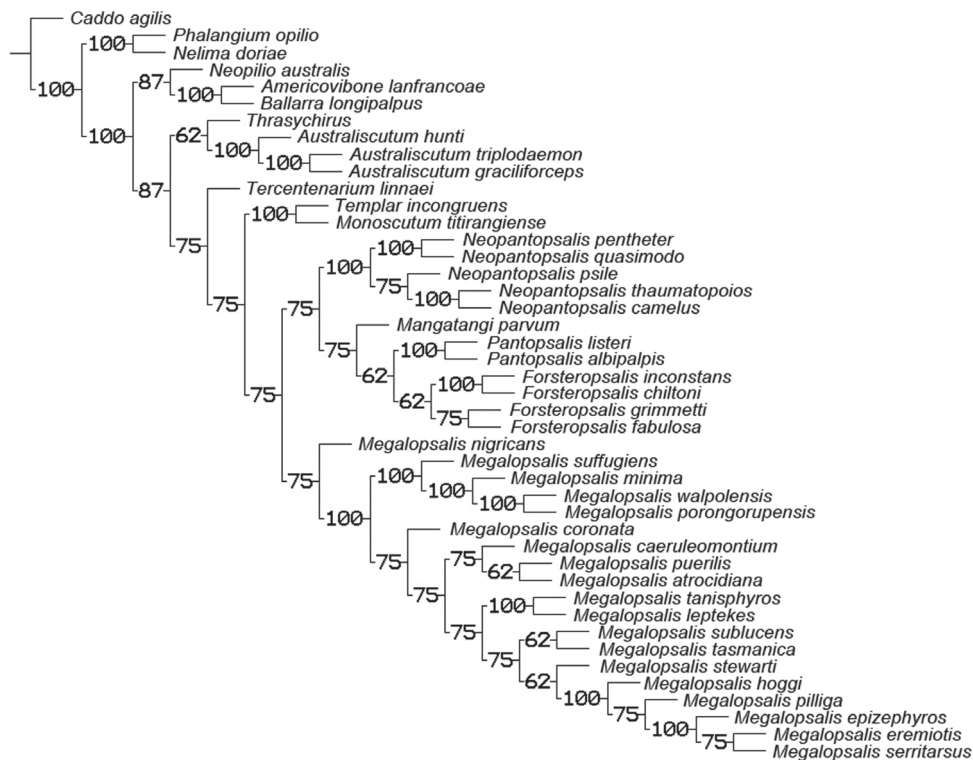 Caddo agilis
100 Phalangium opilio
Nelima doriae
100
87 Neopilio australis
100 Americovibone lanfrancoae
Ballarra longipalpus
100
62 Thrasychirus
100 Australiscutum hunti
100 Australiscutum triplodaemon
Australiscutum graciliforceps
87
Tercentenarium linnaei
100 Templar incongruens
Monoscutum titirangiense
75
100 Neopantopsalis pentheter
Neopantopsalis quasimodo
100
75 Neopantopsalis psile
100 Neopantopsalis thaumatopoios
Neopantopsalis camelus
75 75
Mangatangi parvum
75 100 Pantopsalis listeri
Pantopsalis albipalpis
62
100 Forsteropsalis inconstans
Forsteropsalis chiltoni
75 62
75 Forsteropsalis grimmetti
Forsteropsalis fabulosa
Megalopsalis nigricans
75 100 Megalopsalis suffugiens
100 Megalopsalis minima
100 Megalopsalis walpolensis
Megalopsalis porongorupensis
100
Megalopsalis coronata
75 75 Megalopsalis caeruleomontium
62 Megalopsalis puerilis
Megalopsalis atrocidiana
75
100 Megalopsalis tanisphyros
Megalopsalis leptekes
75
62 Megalopsalis sublucens
Megalopsalis tasmanica
75
62 Megalopsalis stewarti
100 Megalopsalis hoggi
75 Megalopsalis pilliga
100 Megalopsalis epizephyros
75 Megalopsalis eremiotis
Megalopsalis serritarsus